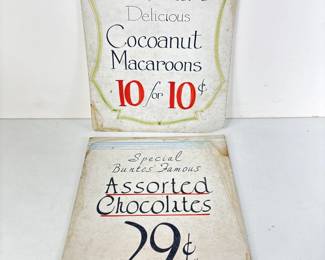 Delicious
Cocoanut
Macaroons
10 for 10¢
Special
Buntes' Famous
Assorted
Chocolates
29¢